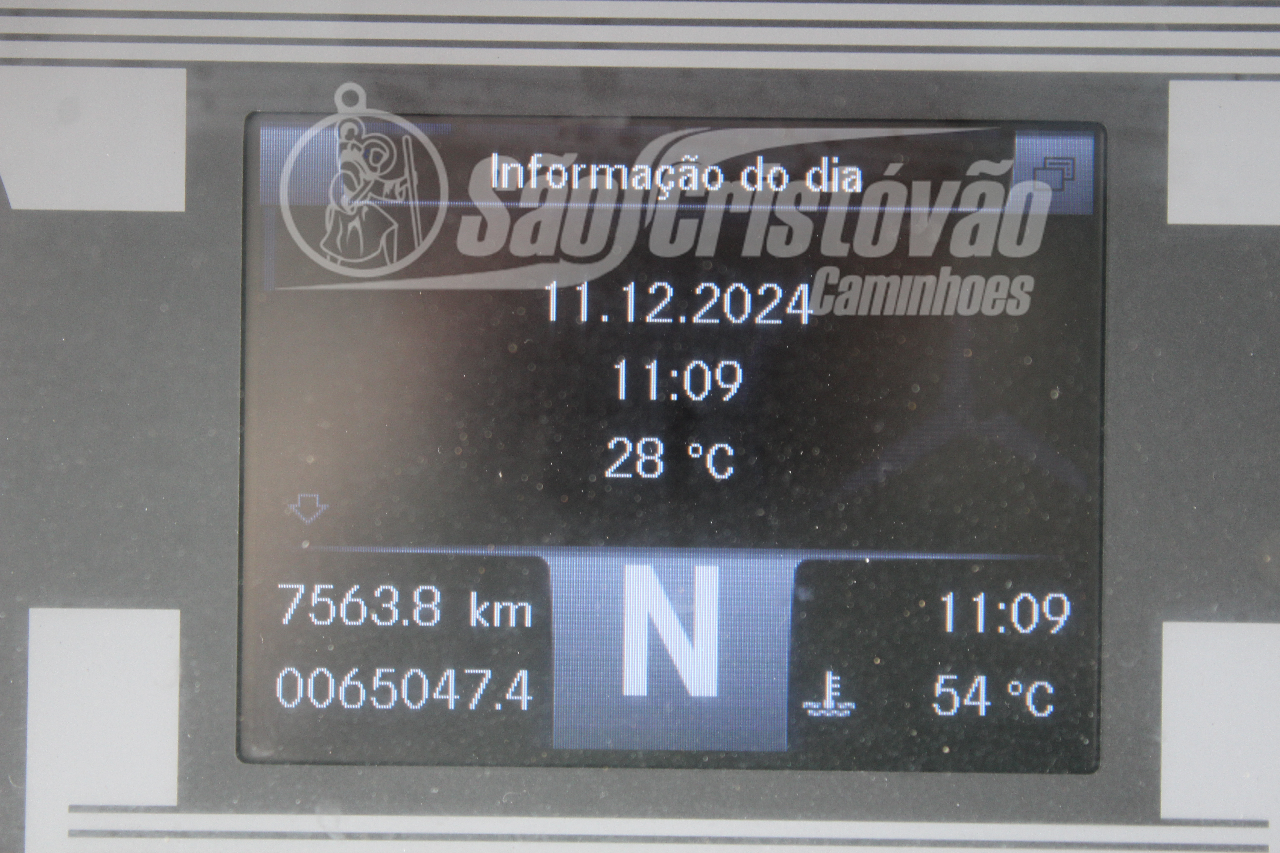 Informação do dia
São Cristóvão
Caminhoes
11.12.2024
11:09
28 °C
7563.8 km
N
11:09
0065047.4
54 °C